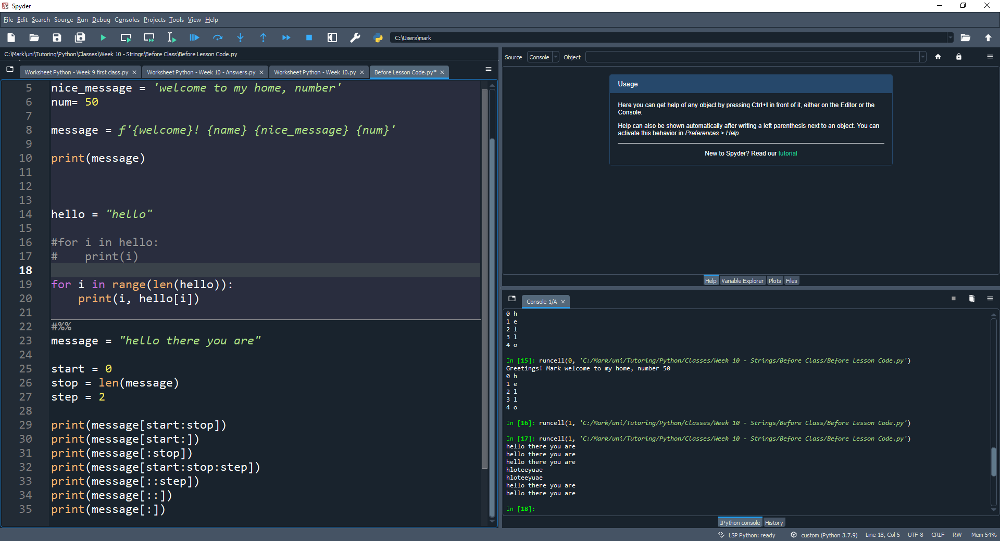 Spyder
File Edit Search Source Run Debug Consoles Projects Tools View Help
C:\Users\mark
C:\Mark\uni\Tutoring\Python\Classes\Week 10 - Strings\Before Class\Before Lesson Code.py
Worksheet Python - Week 9 first class.py Worksheet Python - Week 10 - Answers.py Worksheet Python - Week 10.py Before Lesson Code.py*
5 nice_message = 'welcome to my home, number'
6 num= 50
7
8 message = f'{welcome}! {name} {nice_message} {num}'
9
10 print(message)
11
12
13
14 hello = "hello"
15
16 #for i in hello:
17 #    print(i)
18
19 for i in range(len(hello)):
20     print(i, hello[i])
21
22 #%%
23 message = "hello there you are"
24
25 start = 0
26 stop = len(message)
27 step = 2
28
29 print(message[start:stop])
30 print(message[start:])
31 print(message[:stop])
32 print(message[start:stop:step])
33 print(message[::step])
34 print(message[::])
35 print(message[:])
Source Console Object
Usage
Here you can get help of any object by pressing Ctrl+I in front of it, either on the Editor or the
Console.
Help can also be shown automatically after writing a left parenthesis next to an object. You can
activate this behavior in Preferences > Help.
New to Spyder? Read our tutorial
Help Variable Explorer Plots Files
Console 1/A
0 h
1 e
2 l
3 l
4 o
In [15]: runcell(0, 'C:/Mark/uni/Tutoring/Python/Classes/Week 10 - Strings/Before Class/Before Lesson Code.py')
Greetings! Mark welcome to my home, number 50
0 h
1 e
2 l
3 l
4 o
In [16]: runcell(1, 'C:/Mark/uni/Tutoring/Python/Classes/Week 10 - Strings/Before Class/Before Lesson Code.py')
In [17]: runcell(1, 'C:/Mark/uni/Tutoring/Python/Classes/Week 10 - Strings/Before Class/Before Lesson Code.py')
hello there you are
hello there you are
hello there you are
hloteeyuae
hloteeyuae
hello there you are
hello there you are
In [18]:
IPython console History
LSP Python: ready custom (Python 3.7.9) Line 18, Col 5 UTF-8 CRLF RW Mem 54%